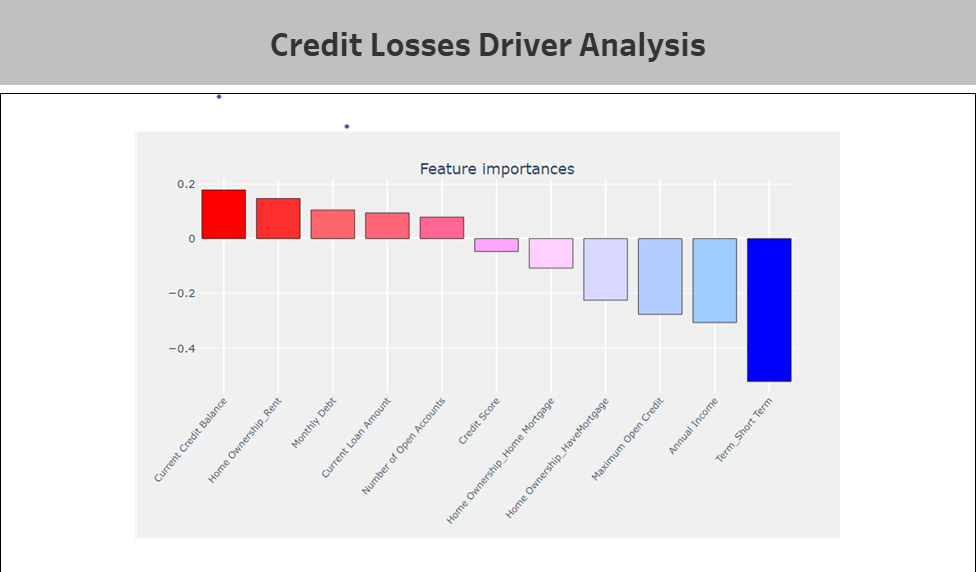 Credit Losses Driver Analysis
Feature importances
0.2
0
−0.2
−0.4
Current Credit Balance
Home Ownership_Rent
Monthly Debt
Current Loan Amount
Number of Open Accounts
Credit Score
Home Ownership_Home Mortgage
Home Ownership_HaveMortgage
Maximum Open Credit
Annual Income
Term_Short Term